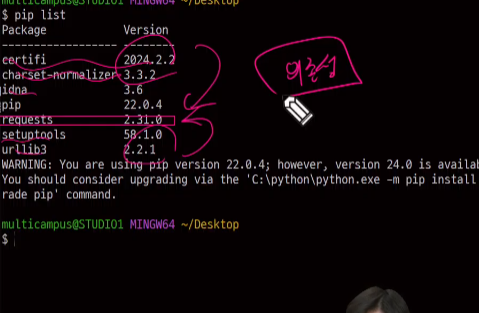 multicampus@STUDIO1 MINGW64 ~/Desktop
$ pip list
Package Version
------------------ --------
certifi 2024.2.2
charset-normalizer 3.3.2
idna 3.6
pip 22.0.4
requests 2.31.0
setuptools 58.1.0
urllib3 2.2.1
WARNING: You are using pip version 22.0.4; however, version 24.0 is availab
You should consider upgrading via the 'C:\python\python.exe -m pip install
rade pip' command.
multicampus@STUDIO1 MINGW64 ~/Desktop
$
의존성